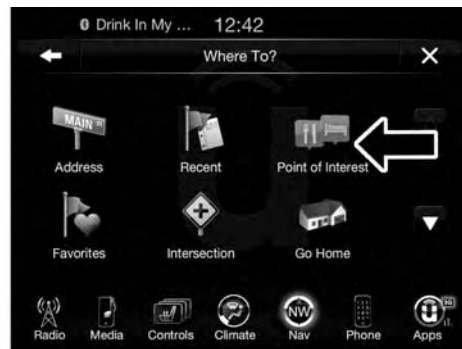 Drink In My ... 12:42
Where To?
MAIN ST
Address Recent Point of Interest
Favorites Intersection Go Home
NW
Radio Media Controls Climate Nav Phone Apps